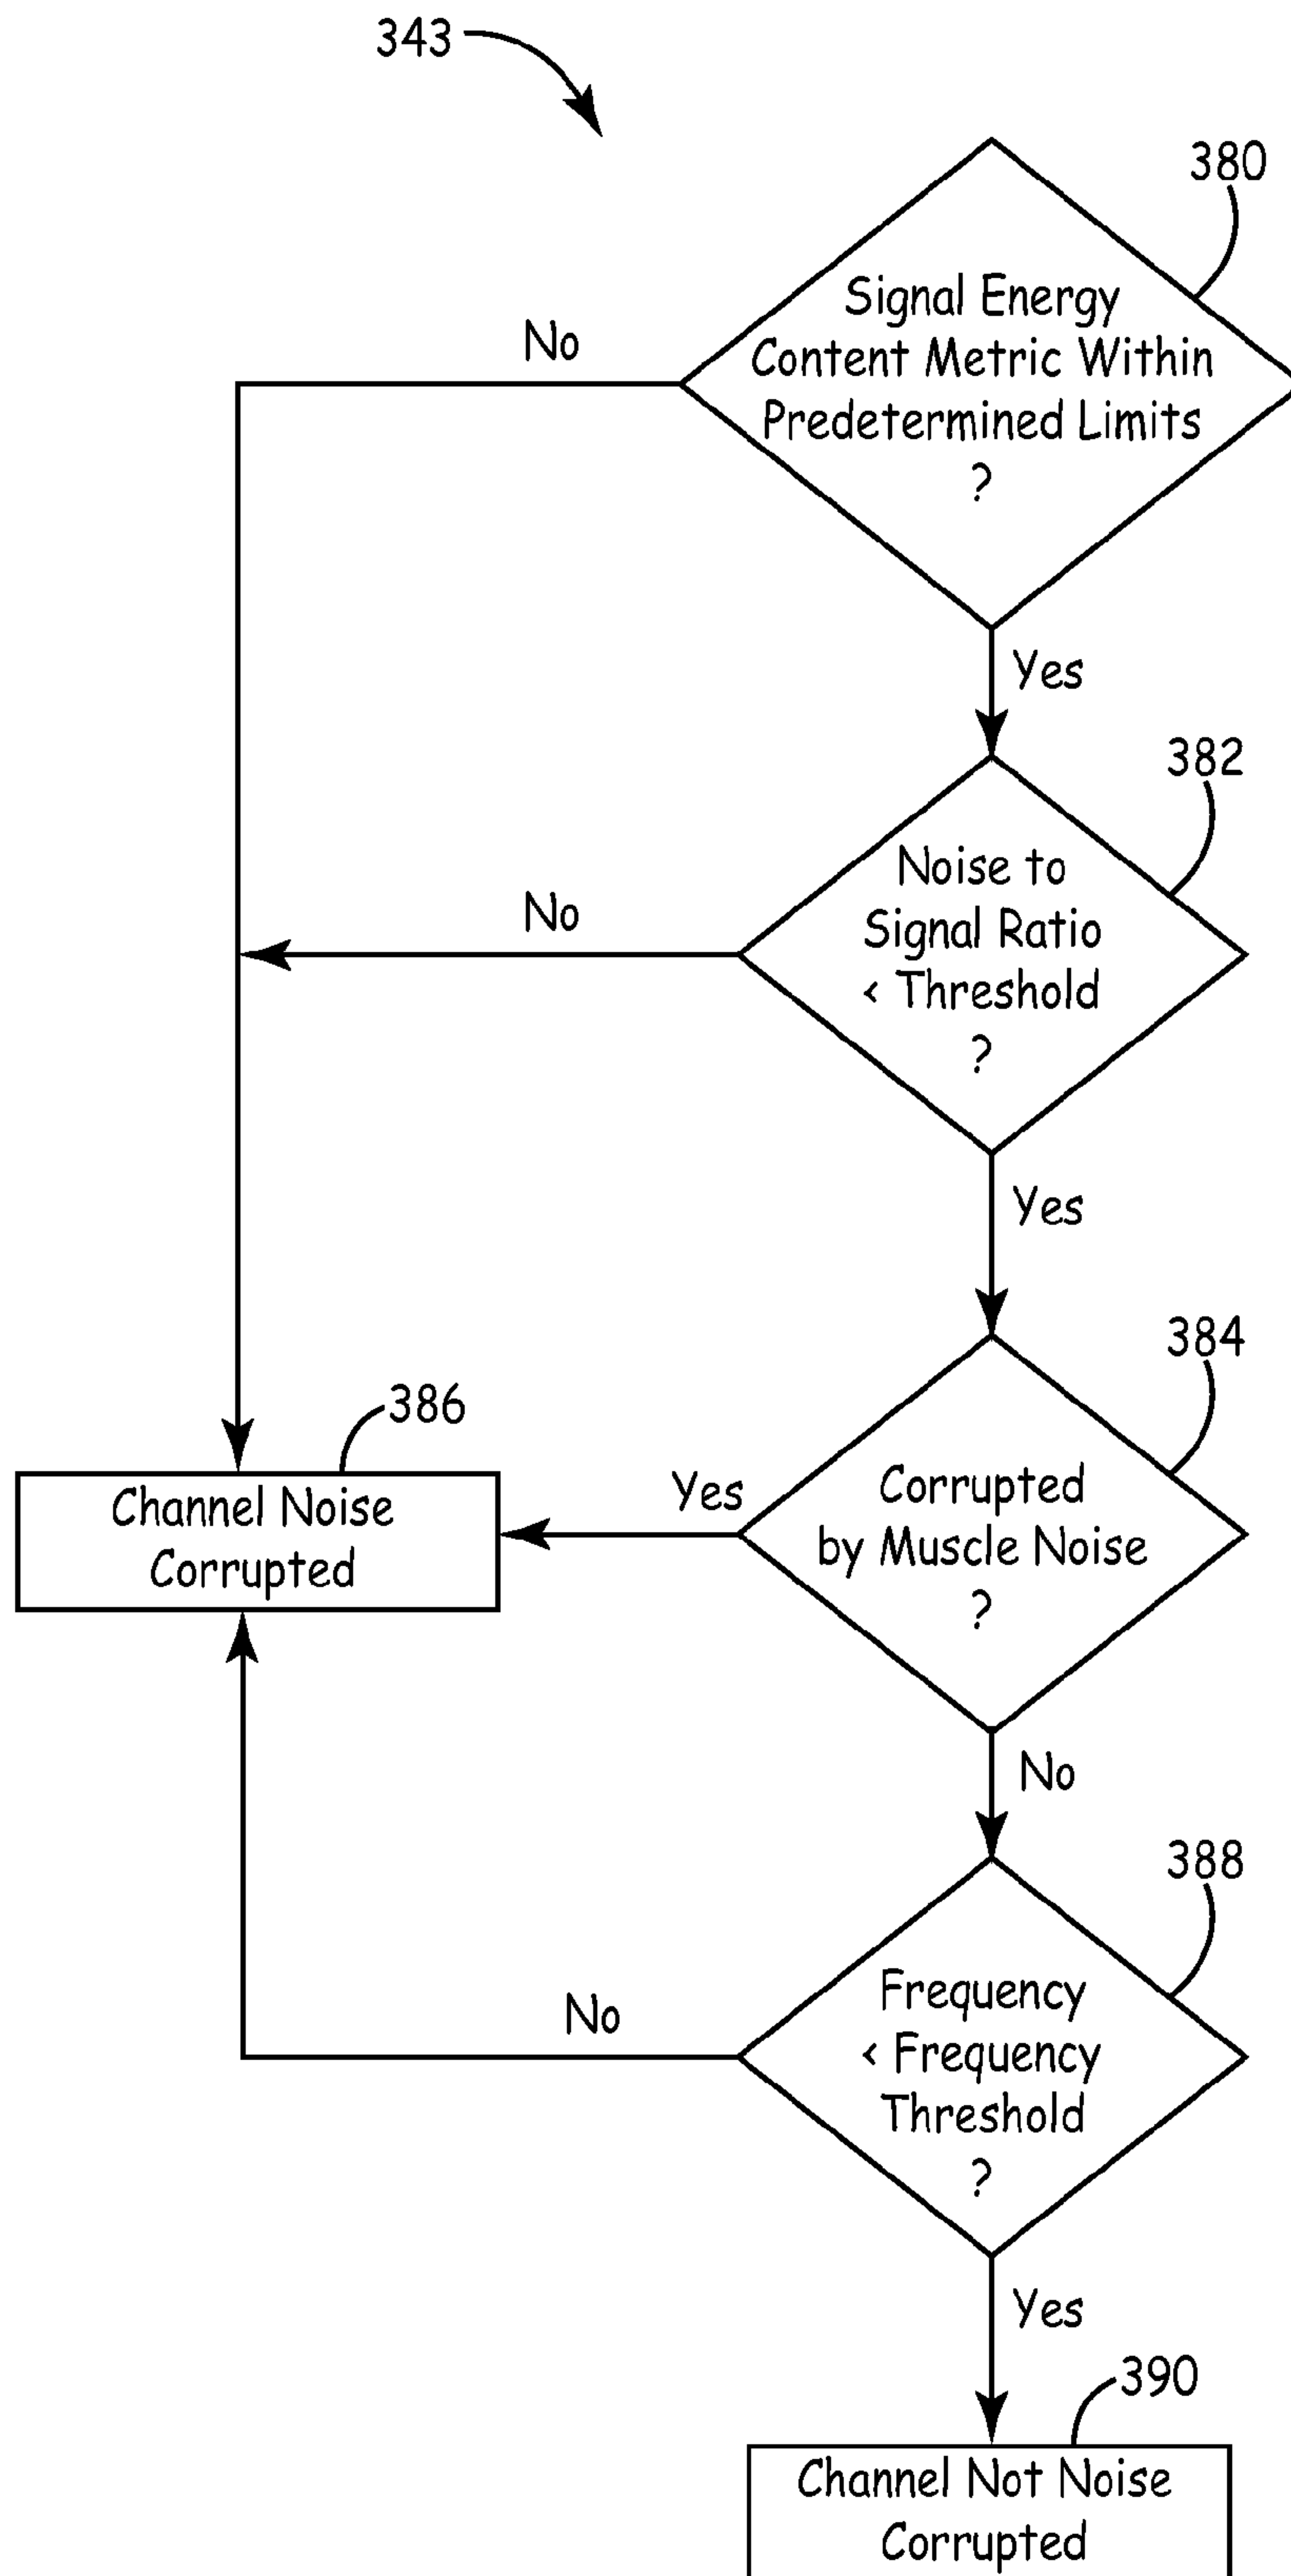 343
380
Signal Energy
Content Metric Within
Predetermined Limits
?
No
Yes
382
Noise to
Signal Ratio
< Threshold
?
No
Yes
384
Corrupted
by Muscle Noise
?
Yes
386
Channel Noise
Corrupted
No
388
Frequency
< Frequency
Threshold
?
No
Yes
390
Channel Not Noise
Corrupted